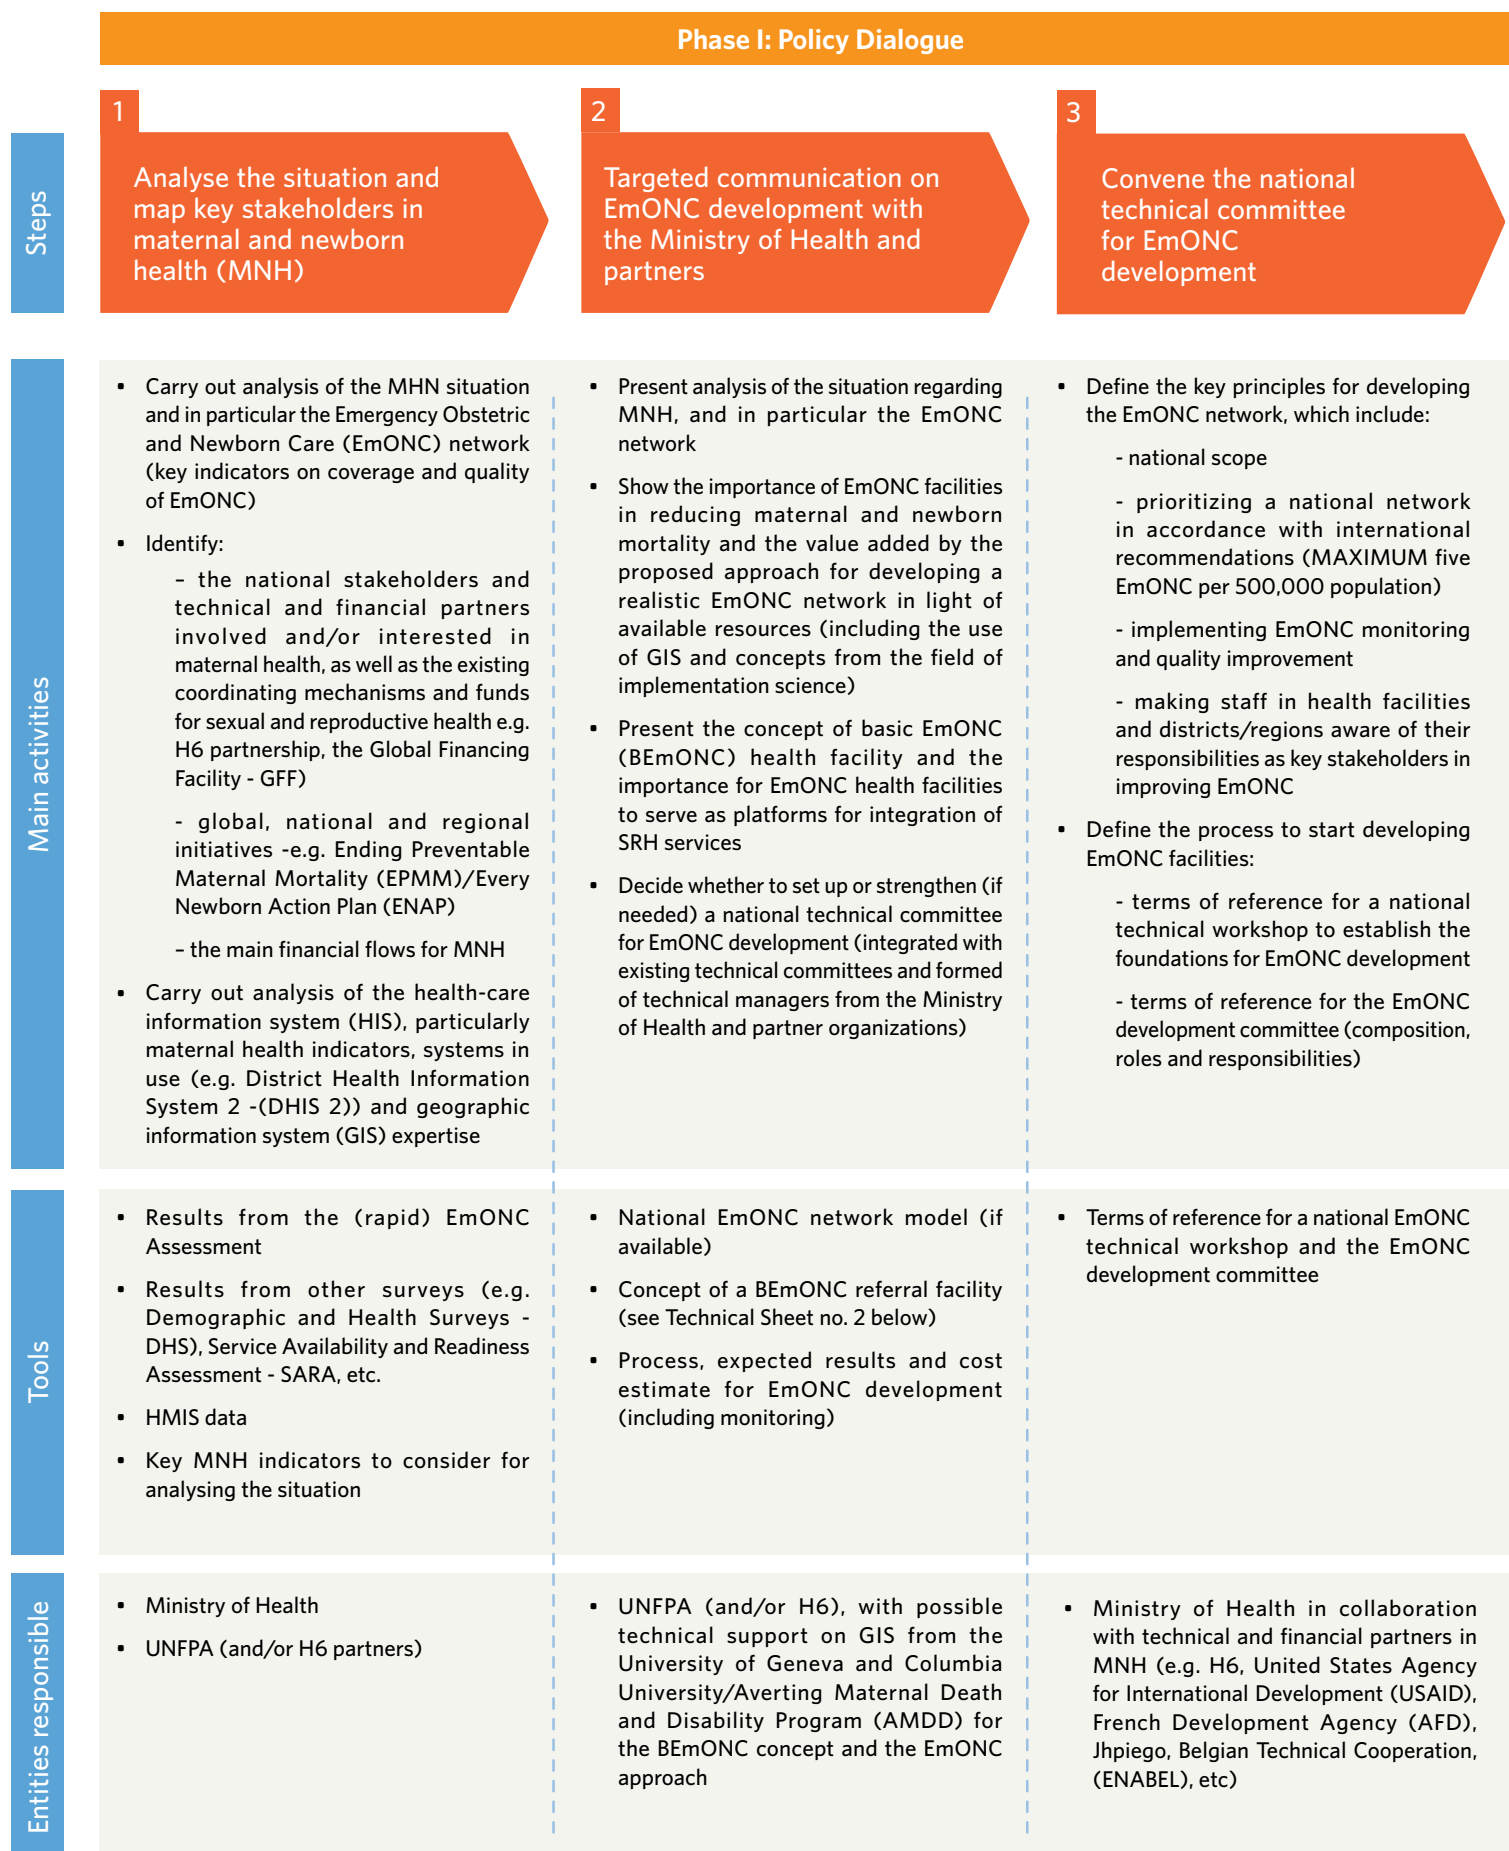 Phase I: Policy Dialogue
Steps
1
Analyse the situation and
map key stakeholders in
maternal and newborn
health (MNH)
2
Targeted communication on
EmONC development with
the Ministry of Health and
partners
3
Convene the national
technical committee
for EmONC
development
Main activities
• Carry out analysis of the MHN situation
and in particular the Emergency Obstetric
and Newborn Care (EmONC) network
(key indicators on coverage and quality
of EmONC)
• Identify:
– the national stakeholders and
technical and financial partners
involved and/or interested in
maternal health, as well as the existing
coordinating mechanisms and funds
for sexual and reproductive health e.g.
H6 partnership, the Global Financing
Facility - GFF)
- global, national and regional
initiatives -e.g. Ending Preventable
Maternal Mortality (EPMM)/Every
Newborn Action Plan (ENAP)
– the main financial flows for MNH
• Carry out analysis of the health-care
information system (HIS), particularly
maternal health indicators, systems in
use (e.g. District Health Information
System 2 -(DHIS 2)) and geographic
information system (GIS) expertise
• Present analysis of the situation regarding
MNH, and in particular the EmONC
network
• Show the importance of EmONC facilities
in reducing maternal and newborn
mortality and the value added by the
proposed approach for developing a
realistic EmONC network in light of
available resources (including the use
of GIS and concepts from the field of
implementation science)
• Present the concept of basic EmONC
(BEmONC) health facility and the
importance for EmONC health facilities
to serve as platforms for integration of
SRH services
• Decide whether to set up or strengthen (if
needed) a national technical committee
for EmONC development (integrated with
existing technical committees and formed
of technical managers from the Ministry
of Health and partner organizations)
• Define the key principles for developing
the EmONC network, which include:
- national scope
- prioritizing a national network
in accordance with international
recommendations (MAXIMUM five
EmONC per 500,000 population)
- implementing EmONC monitoring
and quality improvement
- making staff in health facilities
and districts/regions aware of their
responsibilities as key stakeholders in
improving EmONC
• Define the process to start developing
EmONC facilities:
- terms of reference for a national
technical workshop to establish the
foundations for EmONC development
- terms of reference for the EmONC
development committee (composition,
roles and responsibilities)
Tools
• Results from the (rapid) EmONC
Assessment
• Results from other surveys (e.g.
Demographic and Health Surveys -
DHS), Service Availability and Readiness
Assessment - SARA, etc.
• HMIS data
• Key MNH indicators to consider for
analysing the situation
• National EmONC network model (if
available)
• Concept of a BEmONC referral facility
(see Technical Sheet no. 2 below)
• Process, expected results and cost
estimate for EmONC development
(including monitoring)
• Terms of reference for a national EmONC
technical workshop and the EmONC
development committee
Entities responsible
• Ministry of Health
• UNFPA (and/or H6 partners)
• UNFPA (and/or H6), with possible
technical support on GIS from the
University of Geneva and Columbia
University/Averting Maternal Death
and Disability Program (AMDD) for
the BEmONC concept and the EmONC
approach
• Ministry of Health in collaboration
with technical and financial partners in
MNH (e.g. H6, United States Agency
for International Development (USAID),
French Development Agency (AFD),
Jhpiego, Belgian Technical Cooperation,
(ENABEL), etc)